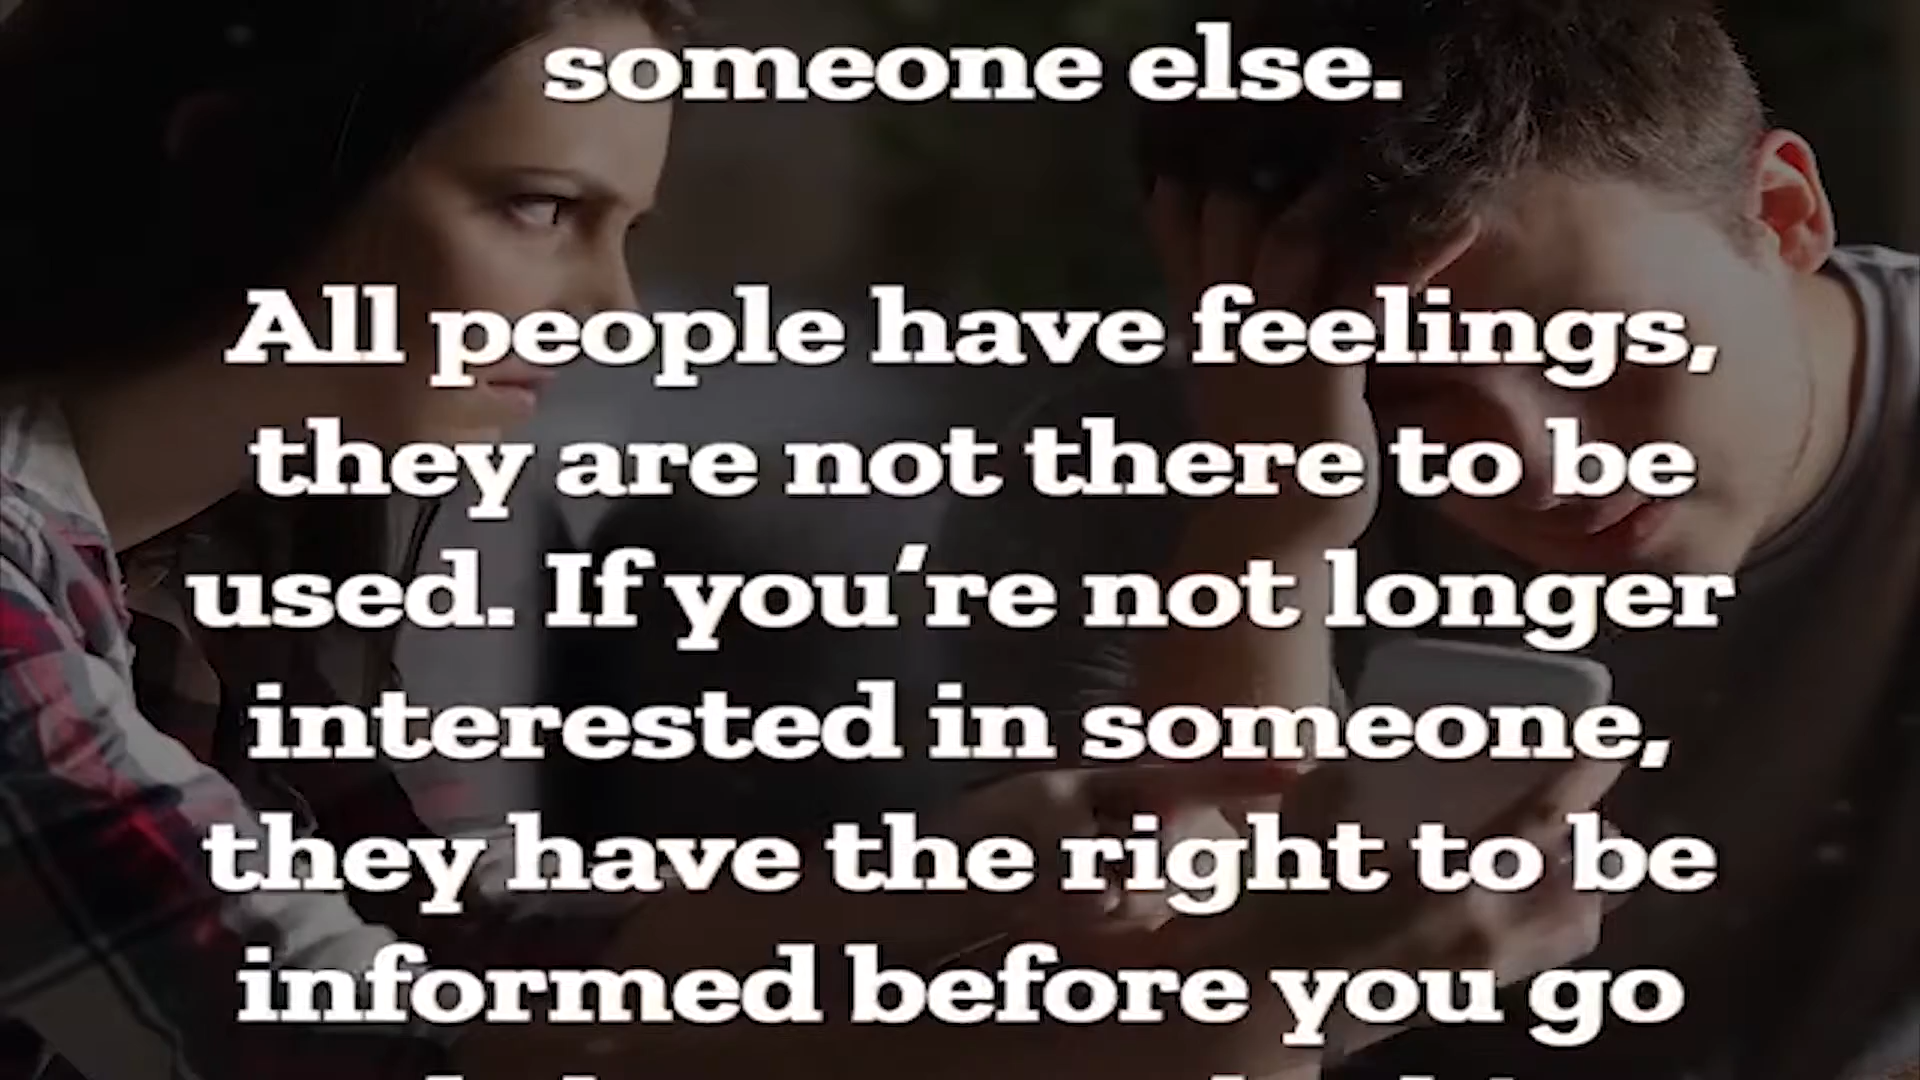 someone else.
All people have feelings,
they are not there to be
used. If you're not longer
interested in someone,
they have the right to be
informed before you go